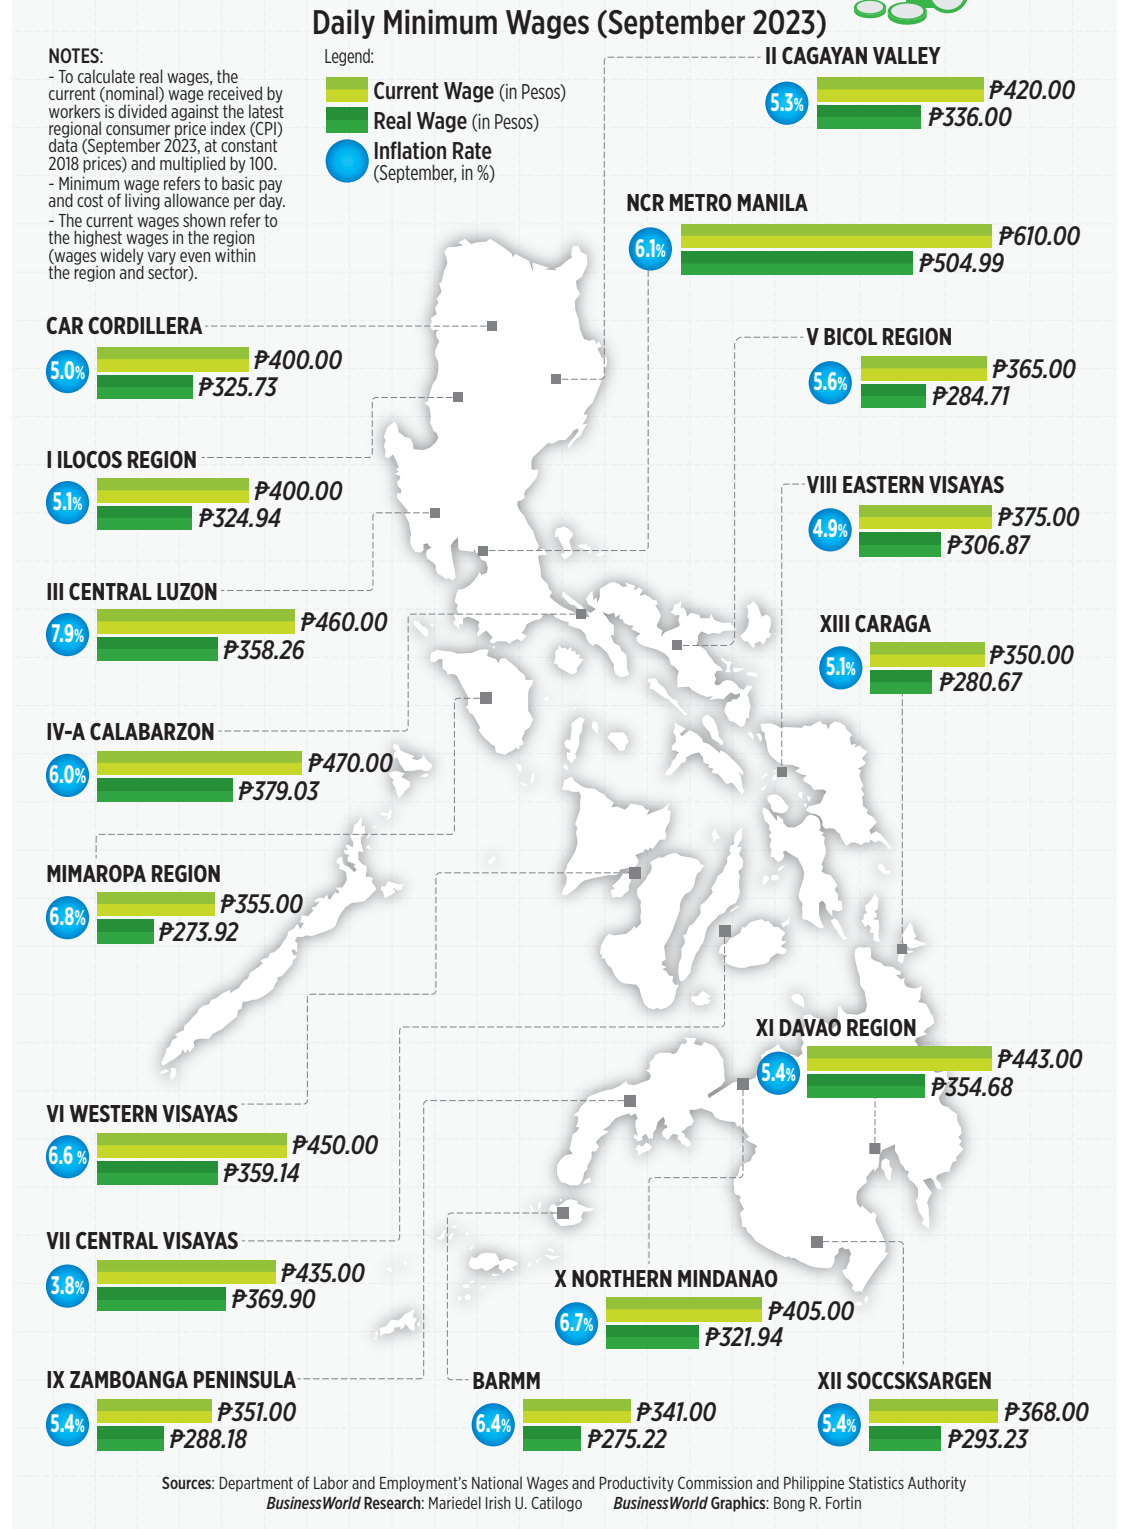 Daily Minimum Wages (September 2023)
NOTES:
- To calculate real wages, the
current (nominal) wage received by
workers is divided against the latest
regional consumer price index (CPI)
data (September 2023, at constant
2018 prices) and multiplied by 100.
- Minimum wage refers to basic pay
and cost of living allowance per day.
- The current wages shown refer to
the highest wages in the region
(wages widely vary even within
the region and sector).
Legend:
Current Wage (in Pesos)
Real Wage (in Pesos)
Inflation Rate
(September, in %)
II CAGAYAN VALLEY
5.3%
₱420.00
₱336.00
NCR METRO MANILA
6.1%
₱610.00
₱504.99
CAR CORDILLERA
5.0%
₱400.00
₱325.73
V BICOL REGION
5.6%
₱365.00
₱284.71
I ILOCOS REGION
5.1%
₱400.00
₱324.94
VIII EASTERN VISAYAS
4.9%
₱375.00
₱306.87
III CENTRAL LUZON
7.9%
₱460.00
₱358.26
XIII CARAGA
5.1%
₱350.00
₱280.67
IV-A CALABARZON
6.0%
₱470.00
₱379.03
MIMAROPA REGION
6.8%
₱355.00
₱273.92
XI DAVAO REGION
5.4%
₱443.00
₱354.68
VI WESTERN VISAYAS
6.6 %
₱450.00
₱359.14
VII CENTRAL VISAYAS
3.8%
₱435.00
₱369.90
X NORTHERN MINDANAO
6.7%
₱405.00
₱321.94
IX ZAMBOANGA PENINSULA
5.4%
₱351.00
₱288.18
BARMM
6.4%
₱341.00
₱275.22
XII SOCCSKSARGEN
5.4%
₱368.00
₱293.23
Sources: Department of Labor and Employment's National Wages and Productivity Commission and Philippine Statistics Authority
BusinessWorld Research: Mariedel Irish U. Catilogo BusinessWorld Graphics: Bong R. Fortin